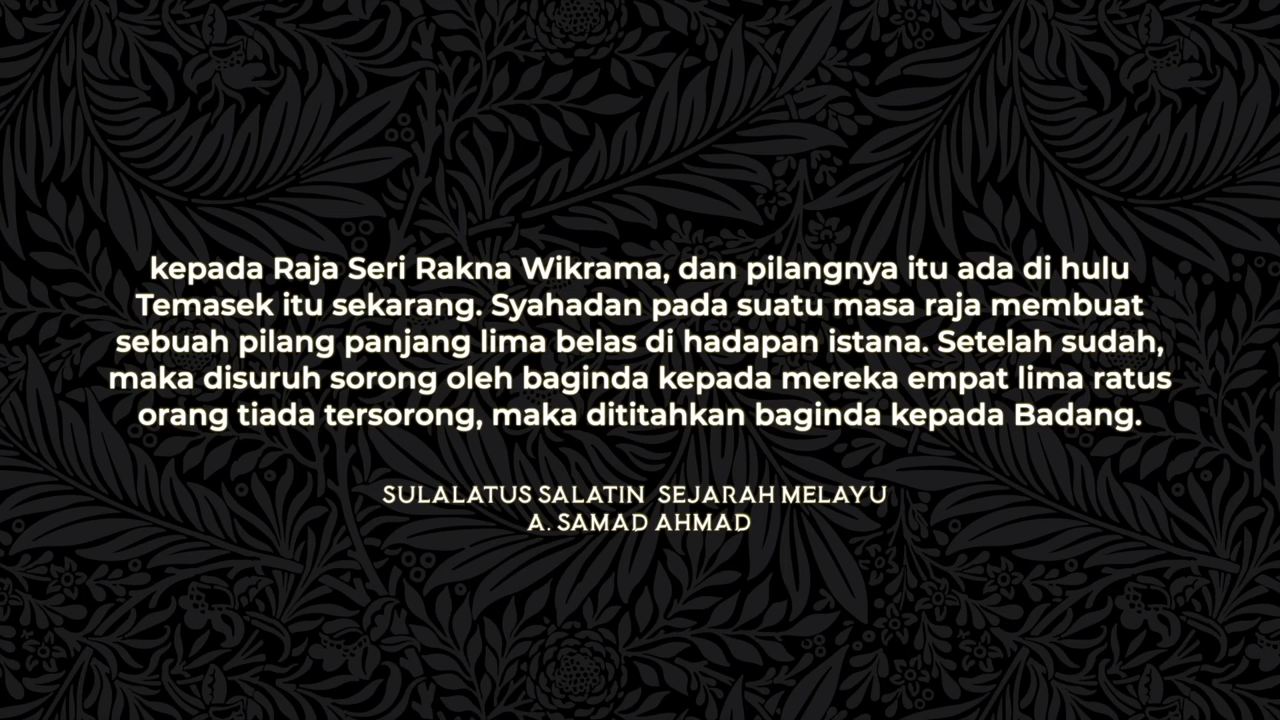 kepada Raja Seri Rakna Wikrama, dan pilangnya itu ada di hulu
Temasek itu sekarang. Syahadan pada suatu masa raja membuat
sebuah pilang panjang lima belas di hadapan istana. Setelah sudah,
maka disuruh sorong oleh baginda kepada mereka empat lima ratus
orang tiada tersorong, maka dititahkan baginda kepada Badang.
SULALATUS SALATIN SEJARAH MELAYU
A. SAMAD AHMAD